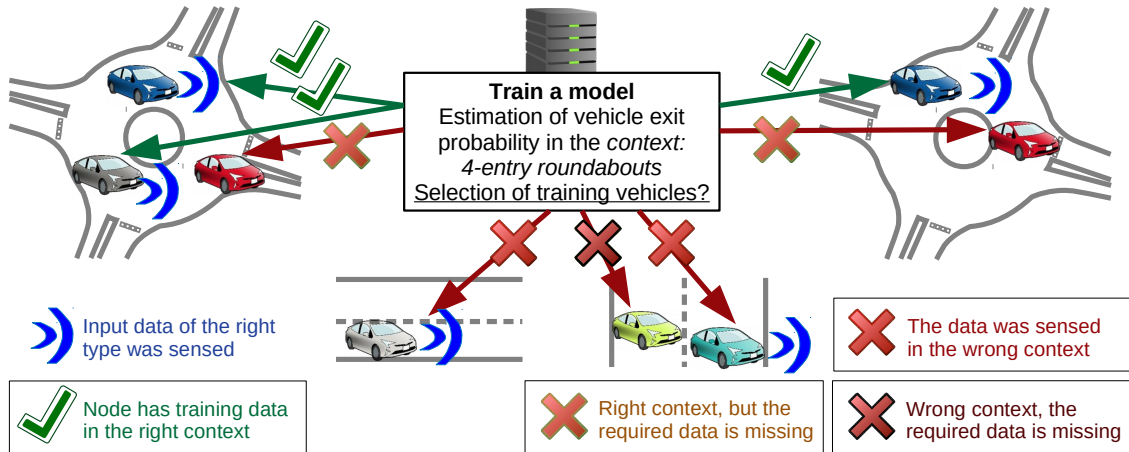 Train a model
Estimation of vehicle exit
probability in the context:
4-entry roundabouts
Selection of training vehicles?
Input data of the right
type was sensed
The data was sensed
in the wrong context
Node has training data
in the right context
Right context, but the
required data is missing
Wrong context, the
required data is missing